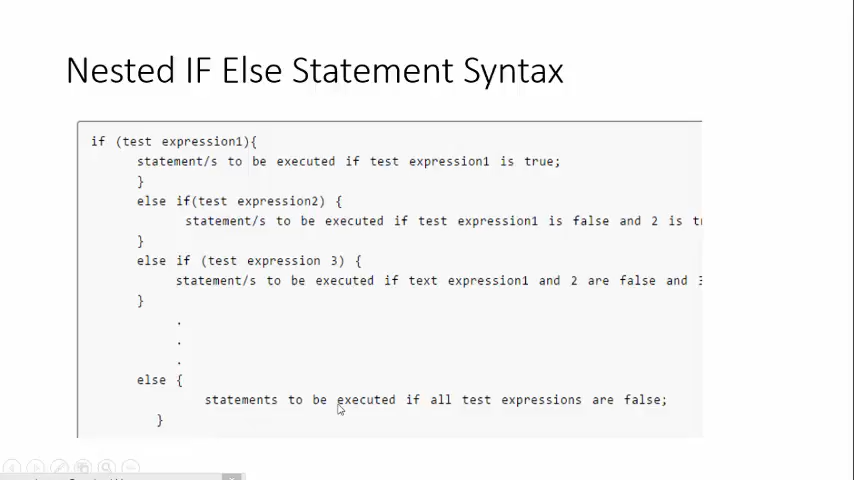 Nested IF Else Statement Syntax
if (test expression1){
statement/s to be executed if test expression1 is true;
}
else if(test expression2) {
statement/s to be executed if test expression1 is false and 2 is
}
else if (test expression 3) {
statement/s to be executed if text expression1 and 2 are false and
}
.
.
.
else {
statements to be executed if all test expressions are false;
}